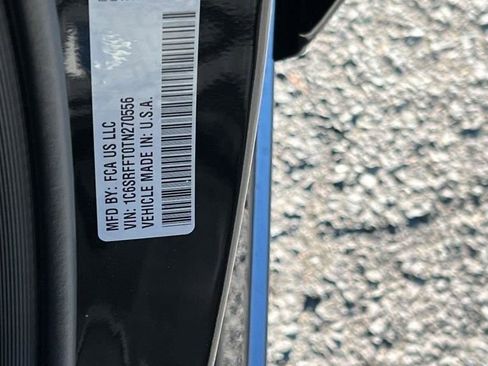 MFD BY: FCA US LLC
VIN: 1C6SRFFT0TN270556
VEHICLE MADE IN: U.S.A.